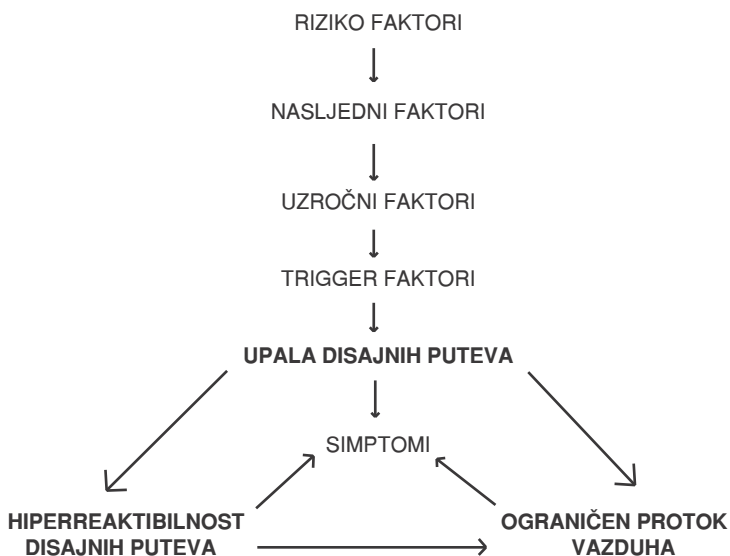 RIZIKO FAKTORI
NASLJEDNI FAKTORI
UZROČNI FAKTORI
TRIGGER FAKTORI
UPALA DISAJNIH PUTEVA
SIMPTOMI
HIPERREAKTIBILNOST
DISAJNIH PUTEVA
OGRANIČEN PROTOK
VAZDUHA